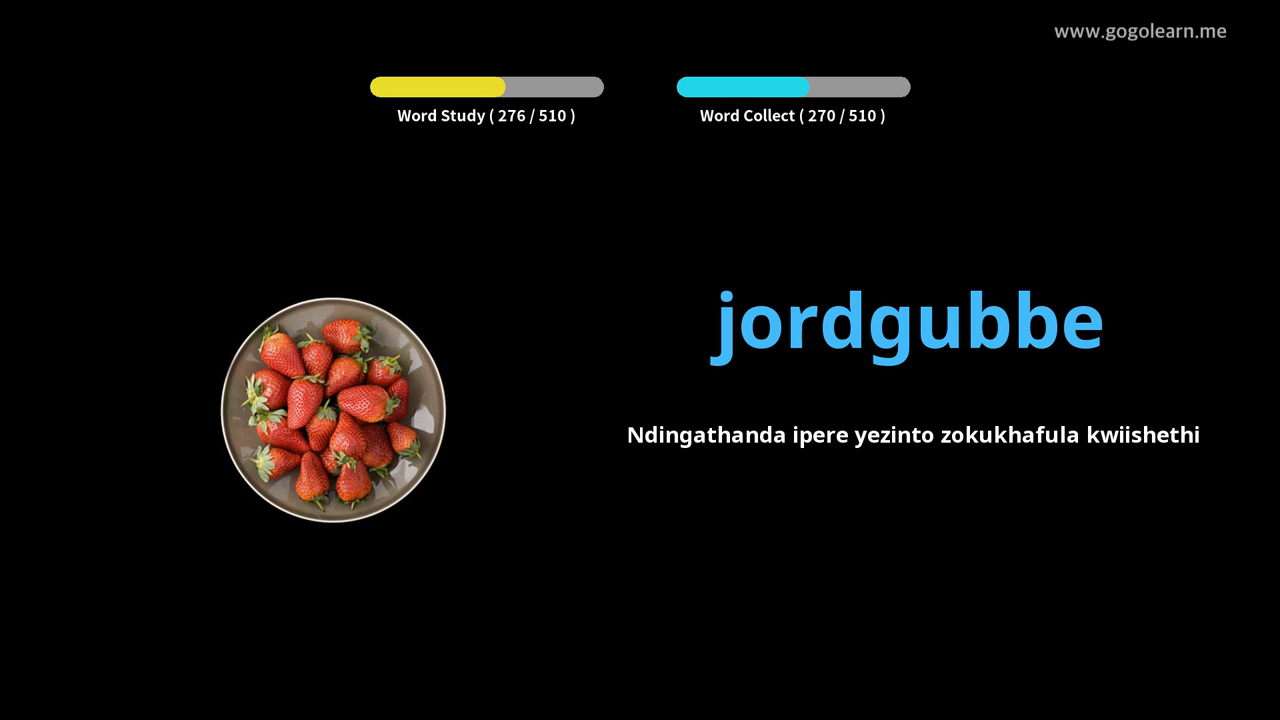 www.gogolearn.me
Word Study ( 276 / 510 )
Word Collect ( 270 / 510 )
jordgubbe
Ndingathanda ipere yezinto zokukhafula kwiishethi